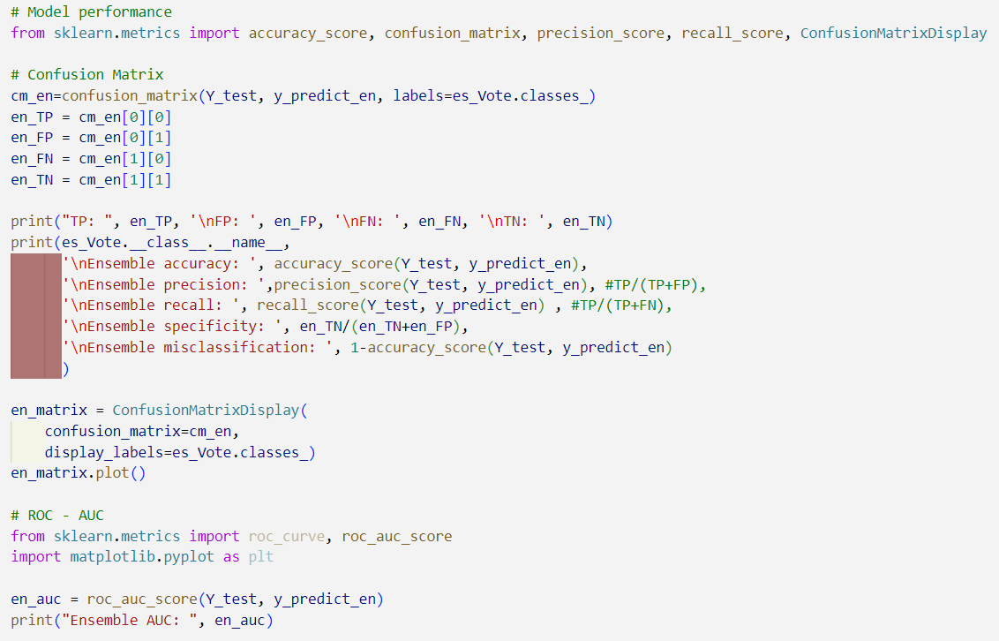 # Model performance
from sklearn.metrics import accuracy_score, confusion_matrix, precision_score, recall_score, ConfusionMatrixDisplay
# Confusion Matrix
cm_en=confusion_matrix(Y_test, y_predict_en, labels=es_Vote.classes_)
en_TP = cm_en[0][0]
en_FP = cm_en[0][1]
en_FN = cm_en[1][0]
en_TN = cm_en[1][1]
print("TP: ", en_TP, '\nFP: ', en_FP, '\nFN: ', en_FN, '\nTN: ', en_TN)
print(es_Vote.__class__.__name__,
'\nEnsemble accuracy: ', accuracy_score(Y_test, y_predict_en),
'\nEnsemble precision: ',precision_score(Y_test, y_predict_en), #TP/(TP+FP),
'\nEnsemble recall: ', recall_score(Y_test, y_predict_en) , #TP/(TP+FN),
'\nEnsemble specificity: ', en_TN/(en_TN+en_FP),
'\nEnsemble misclassification: ', 1-accuracy_score(Y_test, y_predict_en)
)
en_matrix = ConfusionMatrixDisplay(
confusion_matrix=cm_en,
display_labels=es_Vote.classes_)
en_matrix.plot()
# ROC - AUC
from sklearn.metrics import roc_curve, roc_auc_score
import matplotlib.pyplot as plt
en_auc = roc_auc_score(Y_test, y_predict_en)
print("Ensemble AUC: ", en_auc)